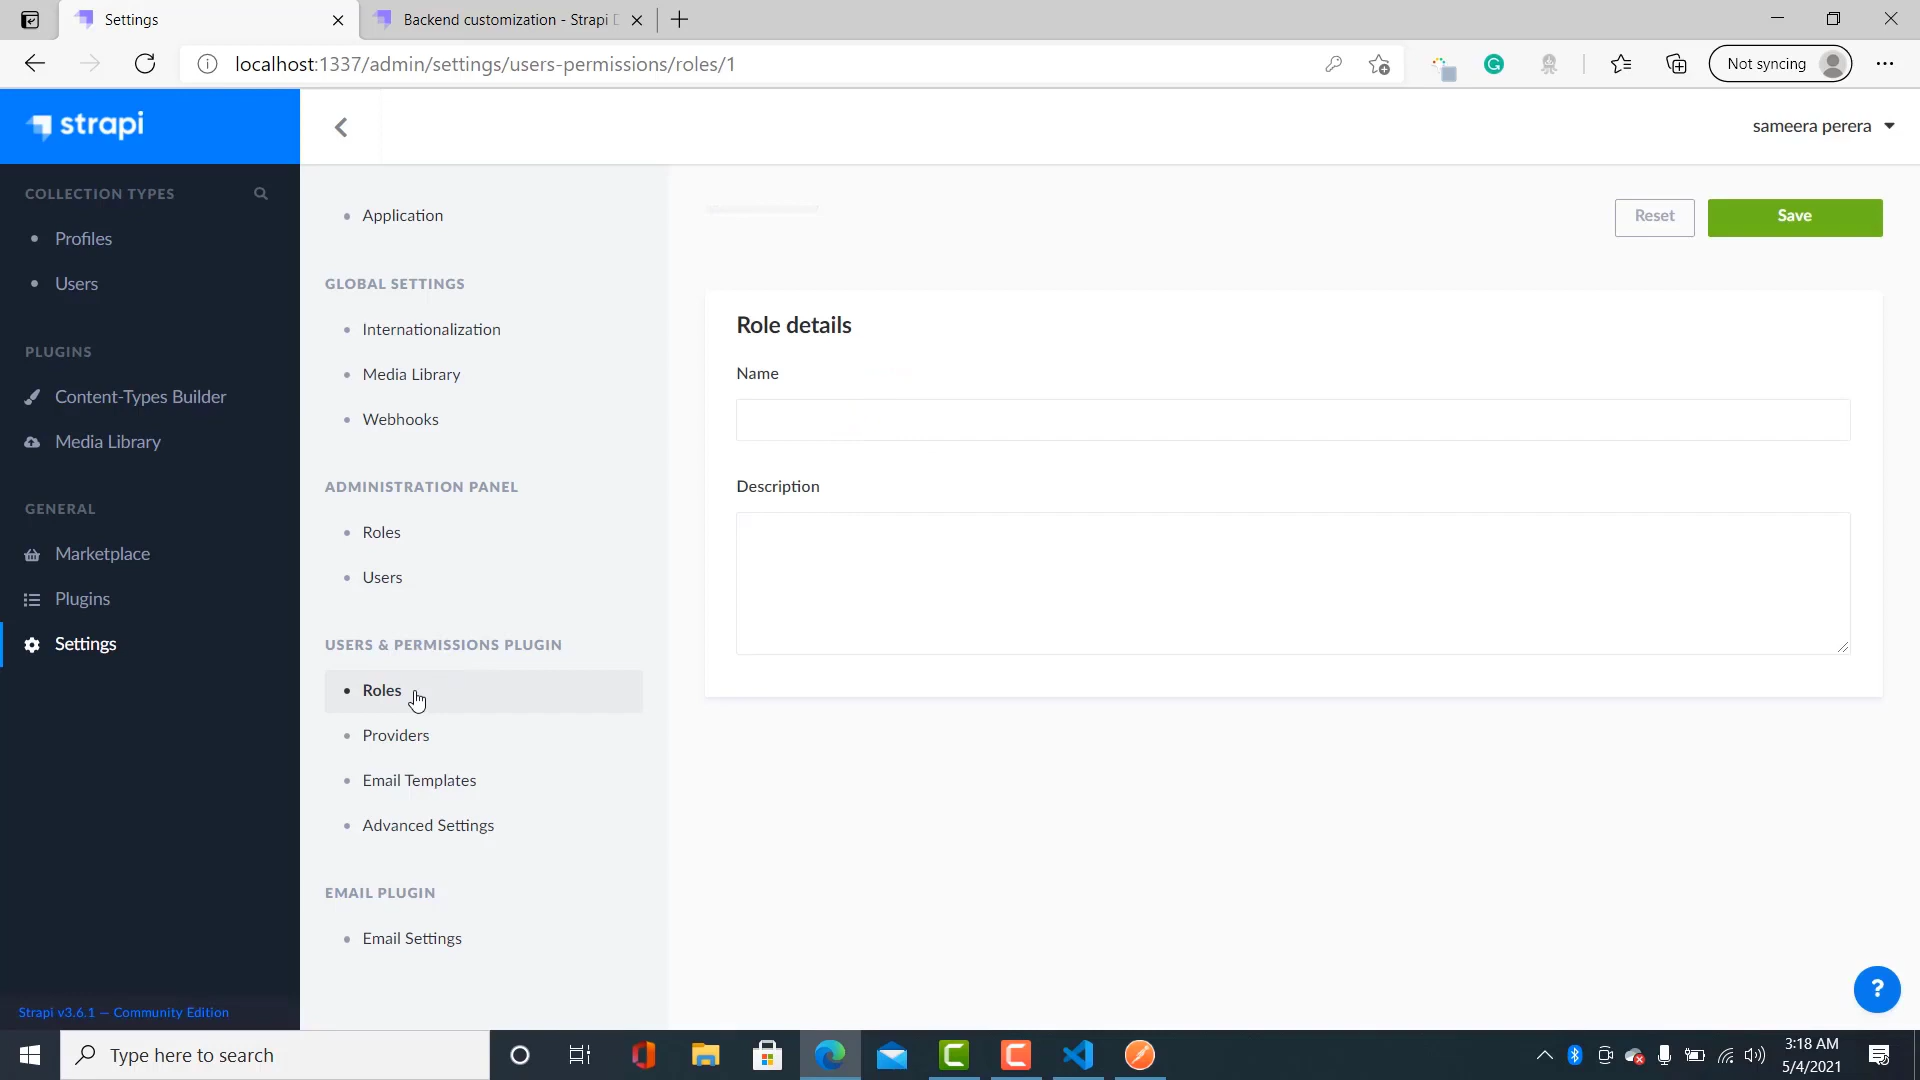 Settings
Backend customization - Strapi D
localhost:1337/admin/settings/users-permissions/roles/1
Not syncing
strapi
sameera perera
COLLECTION TYPES
Profiles
Users
PLUGINS
Content-Types Builder
Media Library
GENERAL
Marketplace
Plugins
Settings
Strapi v3.6.1 — Community Edition
Application
GLOBAL SETTINGS
Internationalization
Media Library
Webhooks
ADMINISTRATION PANEL
Roles
Users
USERS & PERMISSIONS PLUGIN
Roles
Providers
Email Templates
Advanced Settings
EMAIL PLUGIN
Email Settings
Reset
Save
Role details
Name
Description
?
Type here to search
3:18 AM
5/4/2021